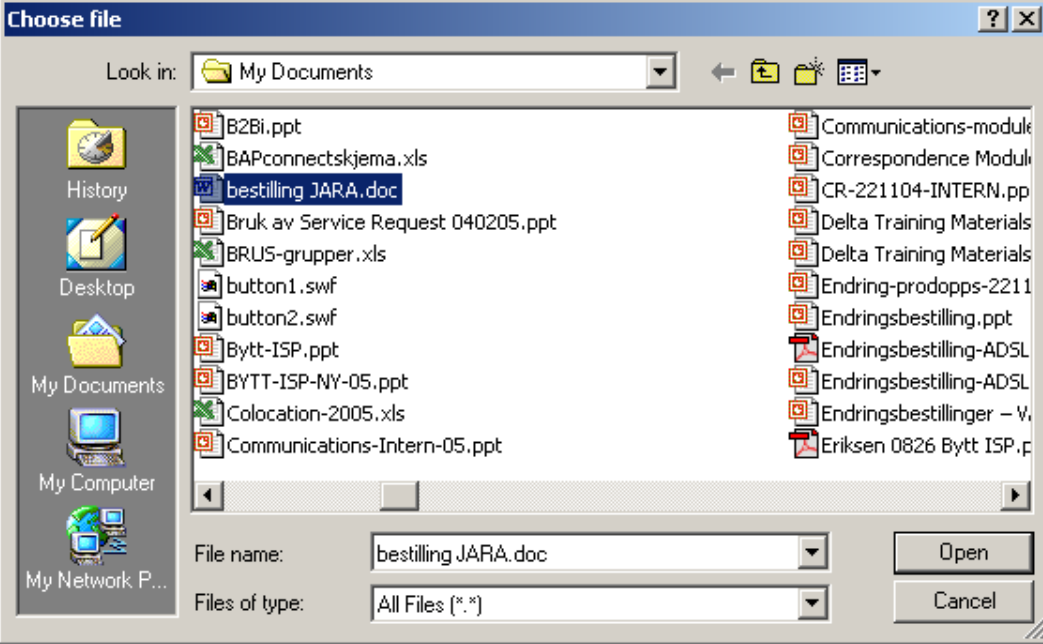 Choose file
Look in: My Documents
History
Desktop
My Documents
My Computer
My Network P...
B2Bi.ppt
BAPconnectskjema.xls
bestilling JARA.doc
Bruk av Service Request 040205.ppt
BRUS-grupper.xls
button1.swf
button2.swf
Bytt-ISP.ppt
BYTT-ISP-NY-05.ppt
Colocation-2005.xls
Communications-Intern-05.ppt
Communications-module
Correspondence Modul
CR-221104-INTERN.pp
Delta Training Materials
Delta Training Materials
Endring-prodopps-2211
Endringsbestilling.ppt
Endringsbestilling-ADSL
Endringsbestilling-ADSL
Endringsbestillinger –
Eriksen 0826 Bytt ISP.p
File name: bestilling JARA.doc Open
Files of type: All Files (*.*) Cancel